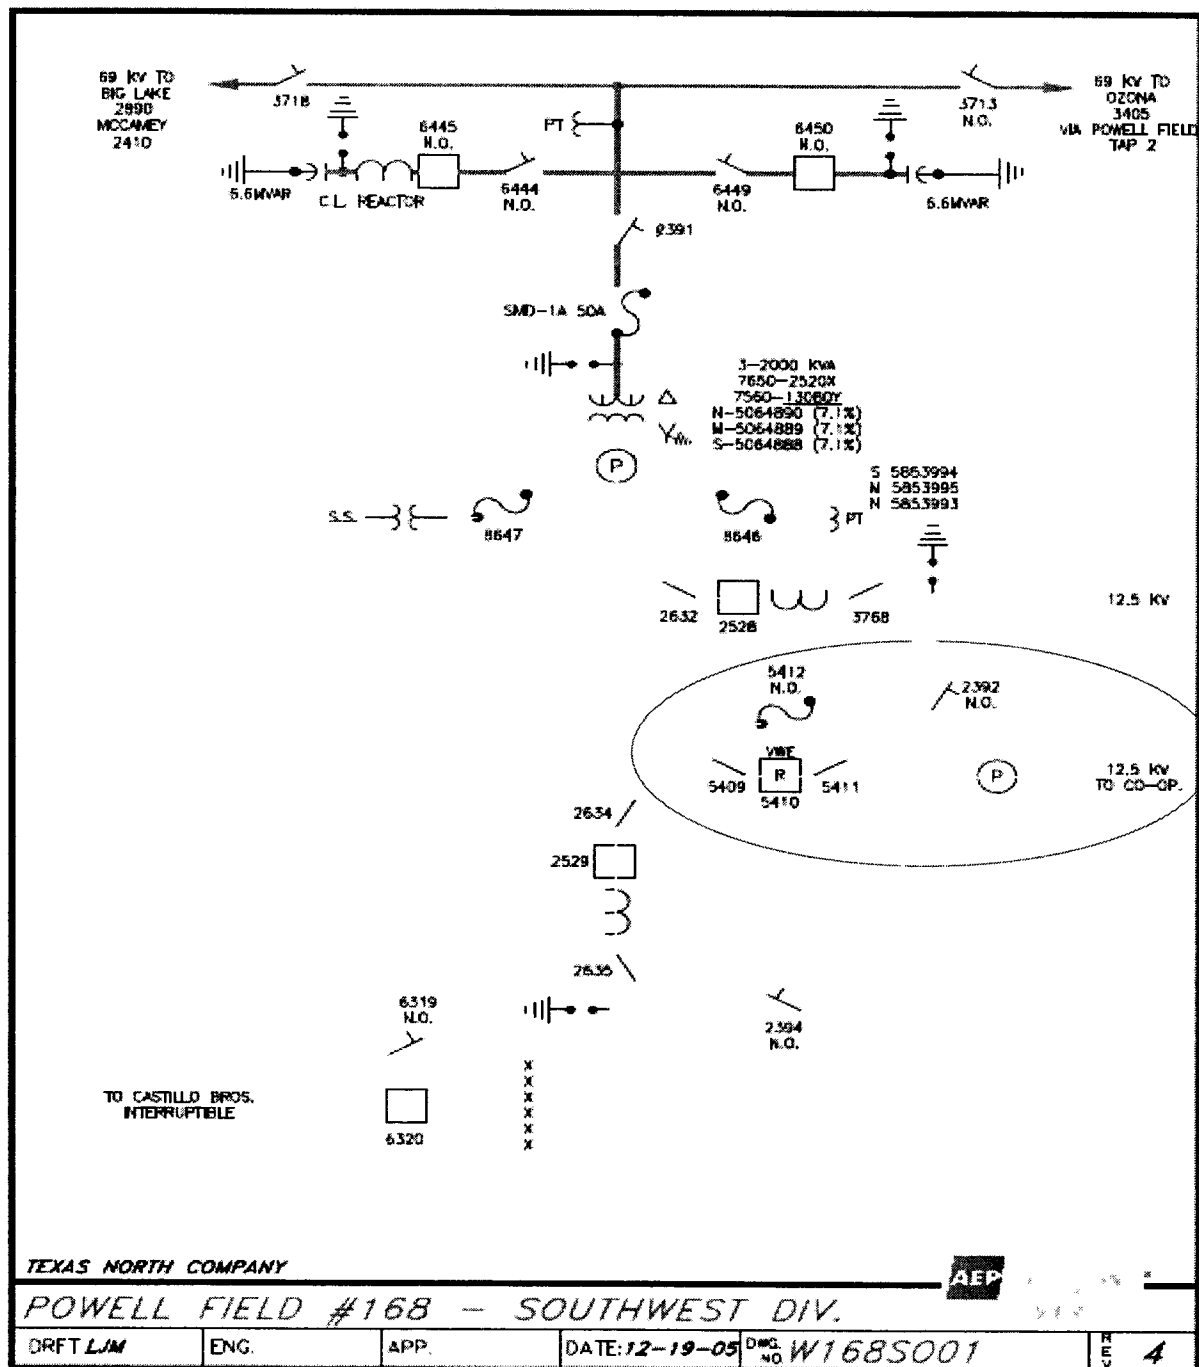 69 KV TO
BIG LAKE
2890
MCCAMEY
2410
3718
PT
3713
N.O.
69 KV TO
OZONA
3405
VIA POWELL FIELD
TAP 2
6445
N.O.
6450
N.O.
6.6MVAR
C.L. REACTOR
6444
N.O.
6449
N.O.
6.6MVAR
2391
SMD-1A 50A
3-2000 KVA
7650-2520X
7560-13080Y
N-5064890 (7.1%)
M-5064889 (7.1%)
S-5064888 (7.1%)
P
S 5853994
N 5853995
N 5853993
S.S.
8647
8646
PT
2632
2528
3768
12.5 KV
5412
N.O.
2392
N.O.
VWE
R
5409
5410
5411
P
12.5 KV
TO CO-OP.
2634
2529
2635
6319
N.O.
2394
N.O.
TO CASTILLO BROS.
INTERRUPTIBLE
6320
X
X
X
X
X
X
TEXAS NORTH COMPANY
AEP
POWELL FIELD #168 - SOUTHWEST DIV.
DRFT LJM
ENG.
APP.
DATE: 12-19-05
DWG. NO. W168S001
4